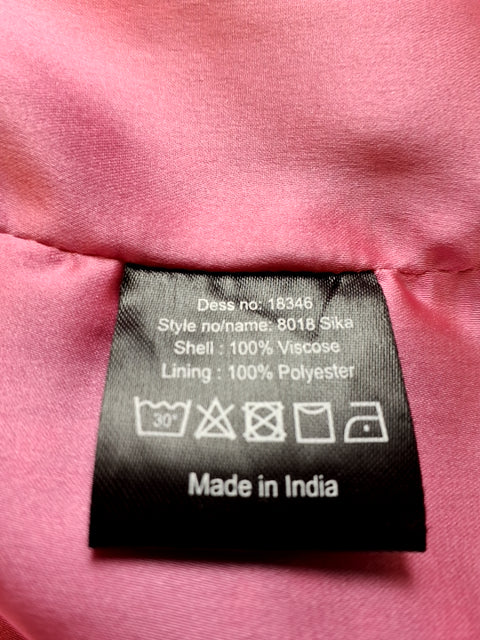 Dess no: 18346
Style no/name: 8018 Sika
Shell : 100% Viscose
Lining : 100% Polyester
30°
Made in India